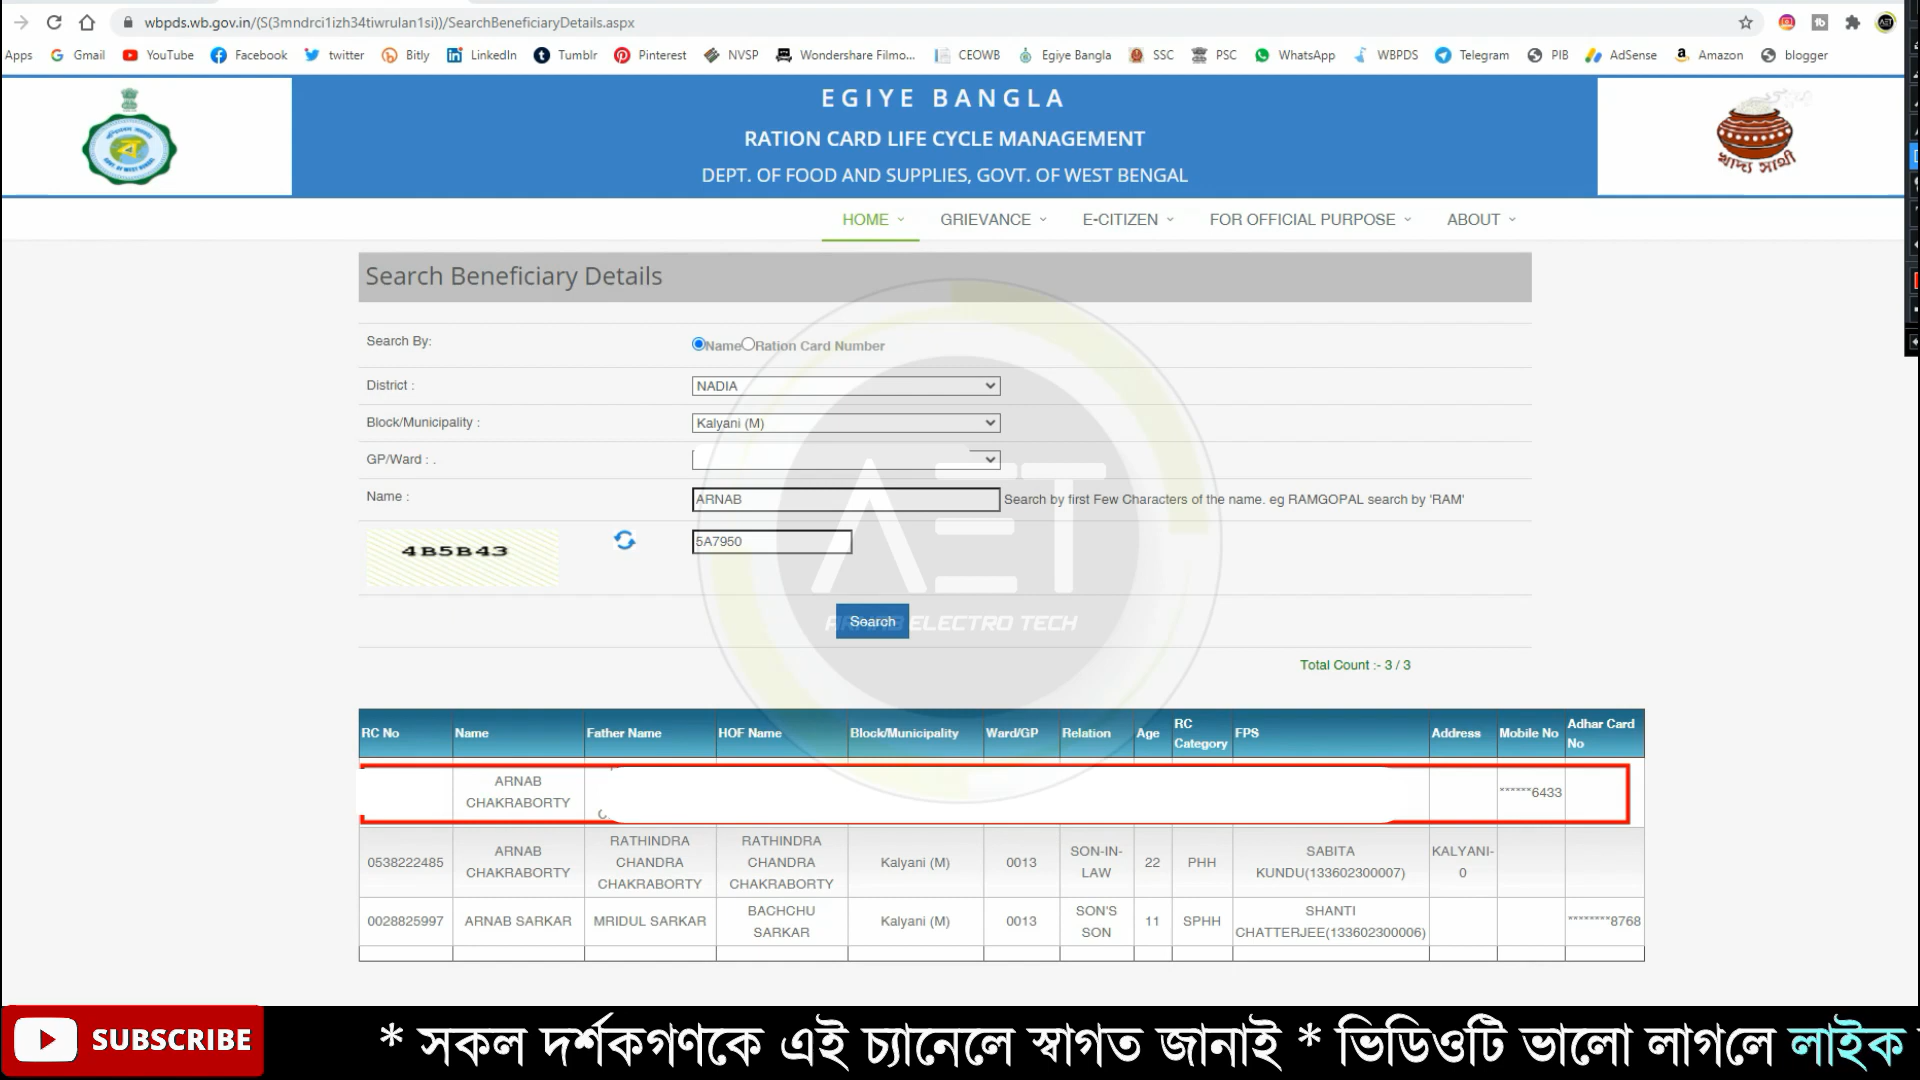 wbpds.wb.gov.in/(S(3mndrci1izh34tiwrulan1si))/SearchBeneficiaryDetails.aspx
Apps Gmail YouTube Facebook twitter Bitly LinkedIn Tumblr Pinterest NVSP Wondershare Filmo... CEOWB Egiye Bangla SSC PSC WhatsApp WBPDS Telegram PIB AdSense Amazon blogger
EGIYE BANGLA
RATION CARD LIFE CYCLE MANAGEMENT
DEPT. OF FOOD AND SUPPLIES, GOVT. OF WEST BENGAL
খাদ্য সাথী
HOME GRIEVANCE E-CITIZEN FOR OFFICIAL PURPOSE ABOUT
Search Beneficiary Details
Search By: Name Ration Card Number
District : NADIA
Block/Municipality : Kalyani (M)
GP/Ward : .
Name : ARNAB Search by first Few Characters of the name. eg RAMGOPAL search by 'RAM'
4B5B43 5A7950
AET
Search
ELECTRO TECH
Total Count :- 3 / 3
RC No Name Father Name HOF Name Block/Municipality Ward/GP Relation Age RC Category FPS Address Mobile No Adhar Card No
ARNAB CHAKRABORTY ******6433
0538222485 ARNAB CHAKRABORTY RATHINDRA CHANDRA CHAKRABORTY RATHINDRA CHANDRA CHAKRABORTY Kalyani (M) 0013 SON-IN-LAW 22 PHH SABITA KUNDU(133602300007) KALYANI-0
0028825997 ARNAB SARKAR MRIDUL SARKAR BACHCHU SARKAR Kalyani (M) 0013 SON'S SON 11 SPHH SHANTI CHATTERJEE(133602300006) ********8768
SUBSCRIBE * সকল দর্শকগণকে এই চ্যানেলে স্বাগত জানাই * ভিডিওটি ভালো লাগলে লাইক